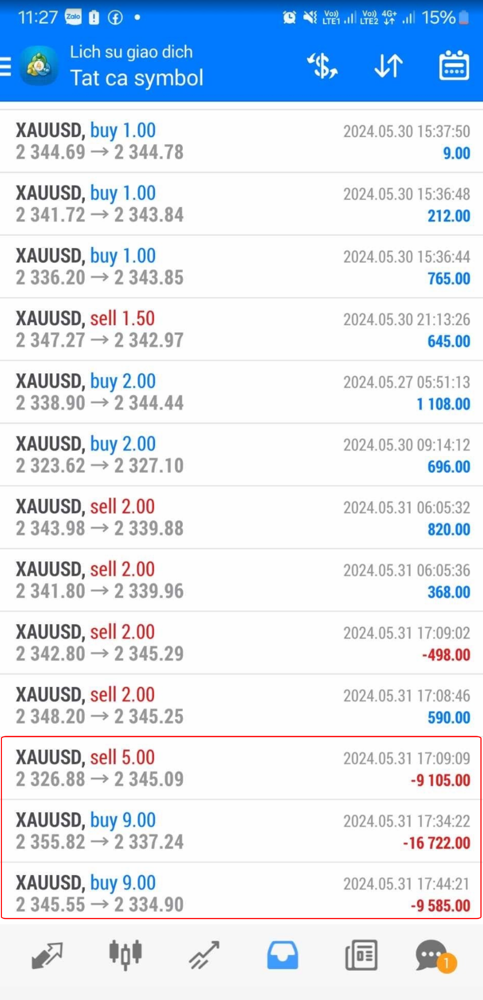 11:27 Zalo
Vo)) LTE1 Vo)) LTE2 4G+ 15%
Lich su giao dich
Tat ca symbol
XAUUSD, buy 1.00 2024.05.30 15:37:50
2 344.69 → 2 344.78 9.00
XAUUSD, buy 1.00 2024.05.30 15:36:48
2 341.72 → 2 343.84 212.00
XAUUSD, buy 1.00 2024.05.30 15:36:44
2 336.20 → 2 343.85 765.00
XAUUSD, sell 1.50 2024.05.30 21:13:26
2 347.27 → 2 342.97 645.00
XAUUSD, buy 2.00 2024.05.27 05:51:13
2 338.90 → 2 344.44 1 108.00
XAUUSD, buy 2.00 2024.05.30 09:14:12
2 323.62 → 2 327.10 696.00
XAUUSD, sell 2.00 2024.05.31 06:05:32
2 343.98 → 2 339.88 820.00
XAUUSD, sell 2.00 2024.05.31 06:05:36
2 341.80 → 2 339.96 368.00
XAUUSD, sell 2.00 2024.05.31 17:09:02
2 342.80 → 2 345.29 -498.00
XAUUSD, sell 2.00 2024.05.31 17:08:46
2 348.20 → 2 345.25 590.00
XAUUSD, sell 5.00 2024.05.31 17:09:09
2 326.88 → 2 345.09 -9 105.00
XAUUSD, buy 9.00 2024.05.31 17:34:22
2 355.82 → 2 337.24 -16 722.00
XAUUSD, buy 9.00 2024.05.31 17:44:21
2 345.55 → 2 334.90 -9 585.00
1